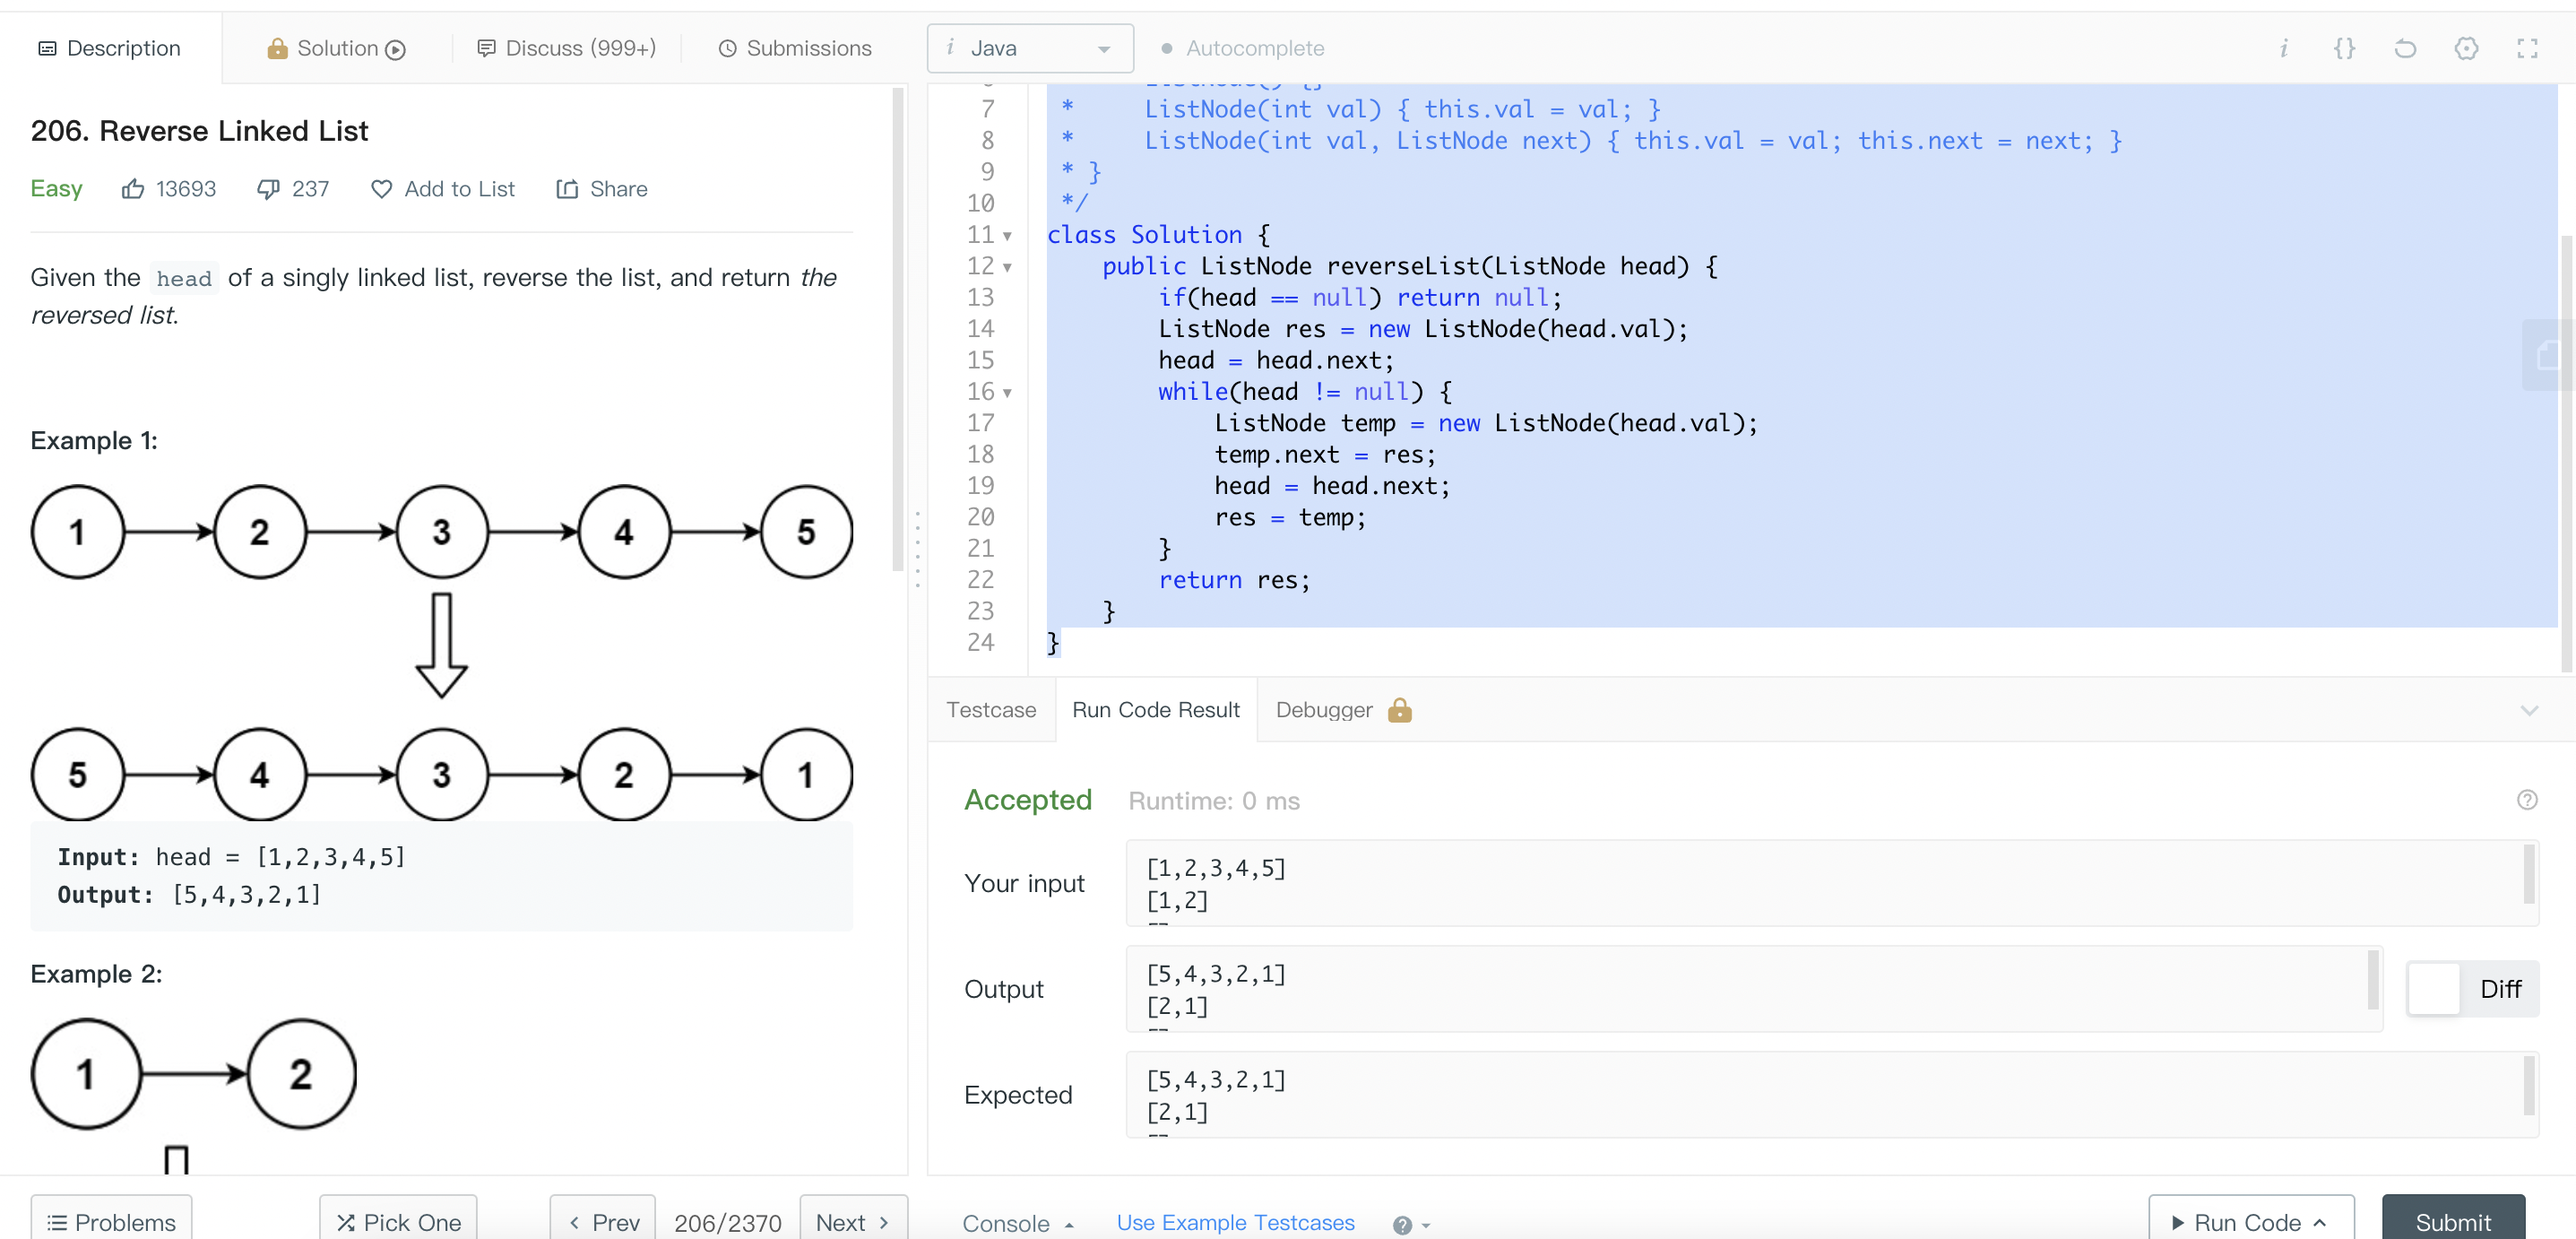 Description
Solution
Discuss (999+)
Submissions
i Java
Autocomplete
206. Reverse Linked List
Easy 13693 237 Add to List Share
Given the head of a singly linked list, reverse the list, and return the
reversed list.
Example 1:
1 2 3 4 5
5 4 3 2 1
Input: head = [1,2,3,4,5]
Output: [5,4,3,2,1]
Example 2:
1 2
Problems
Pick One
Prev
206/2370
Next
7 * ListNode(int val) { this.val = val; }
8 * ListNode(int val, ListNode next) { this.val = val; this.next = next; }
9 * }
10 */
11 class Solution {
12 public ListNode reverseList(ListNode head) {
13 if(head == null) return null;
14 ListNode res = new ListNode(head.val);
15 head = head.next;
16 while(head != null) {
17 ListNode temp = new ListNode(head.val);
18 temp.next = res;
19 head = head.next;
20 res = temp;
21 }
22 return res;
23 }
24 }
Testcase
Run Code Result
Debugger
Accepted Runtime: 0 ms
Your input
[1,2,3,4,5]
[1,2]
Output
[5,4,3,2,1]
[2,1]
Diff
Expected
[5,4,3,2,1]
[2,1]
Console
Use Example Testcases
Run Code
Submit